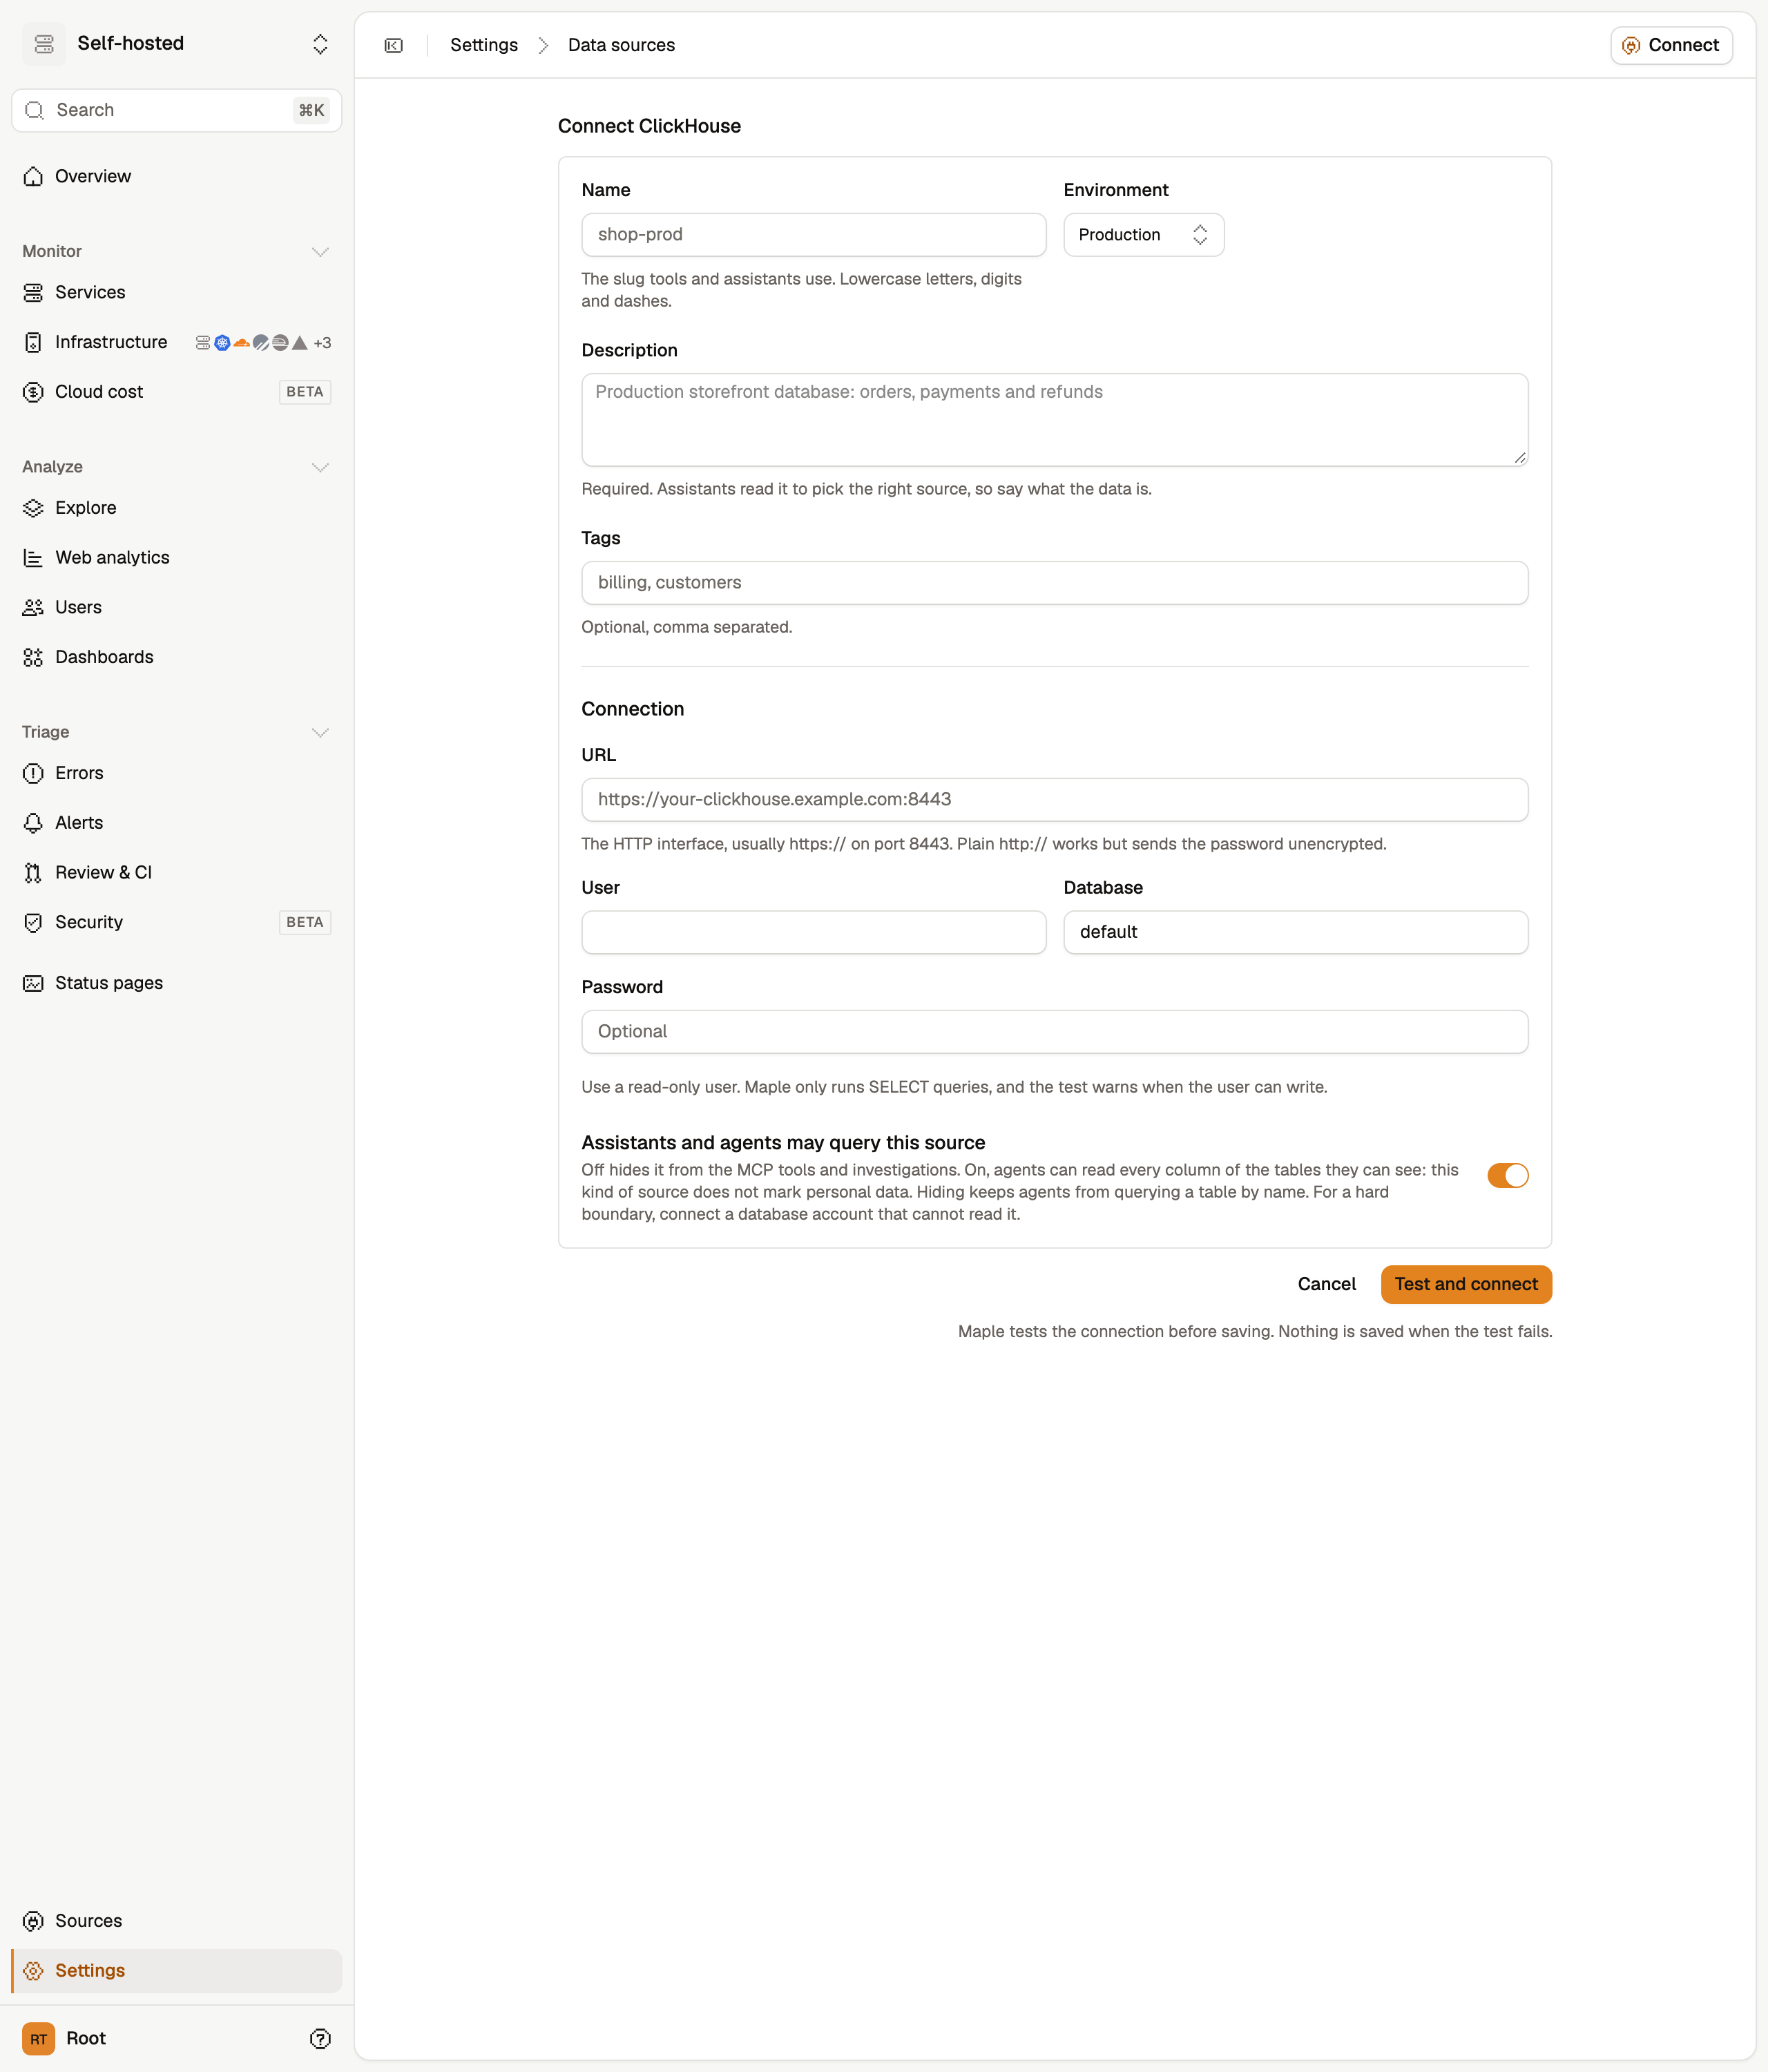 Self-hosted
Search ⌘K
Overview
Monitor
Services
Infrastructure +3
Cloud cost BETA
Analyze
Explore
Web analytics
Users
Dashboards
Triage
Errors
Alerts
Review & CI
Security BETA
Status pages
Sources
Settings
RT Root
Settings Data sources
Connect
Connect ClickHouse
Name
shop-prod
The slug tools and assistants use. Lowercase letters, digits
and dashes.
Environment
Production
Description
Production storefront database: orders, payments and refunds
Required. Assistants read it to pick the right source, so say what the data is.
Tags
billing, customers
Optional, comma separated.
Connection
URL
https://your-clickhouse.example.com:8443
The HTTP interface, usually https:// on port 8443. Plain http:// works but sends the password unencrypted.
User
Database
default
Password
Optional
Use a read-only user. Maple only runs SELECT queries, and the test warns when the user can write.
Assistants and agents may query this source
Off hides it from the MCP tools and investigations. On, agents can read every column of the tables they can see: this
kind of source does not mark personal data. Hiding keeps agents from querying a table by name. For a hard
boundary, connect a database account that cannot read it.
Cancel
Test and connect
Maple tests the connection before saving. Nothing is saved when the test fails.